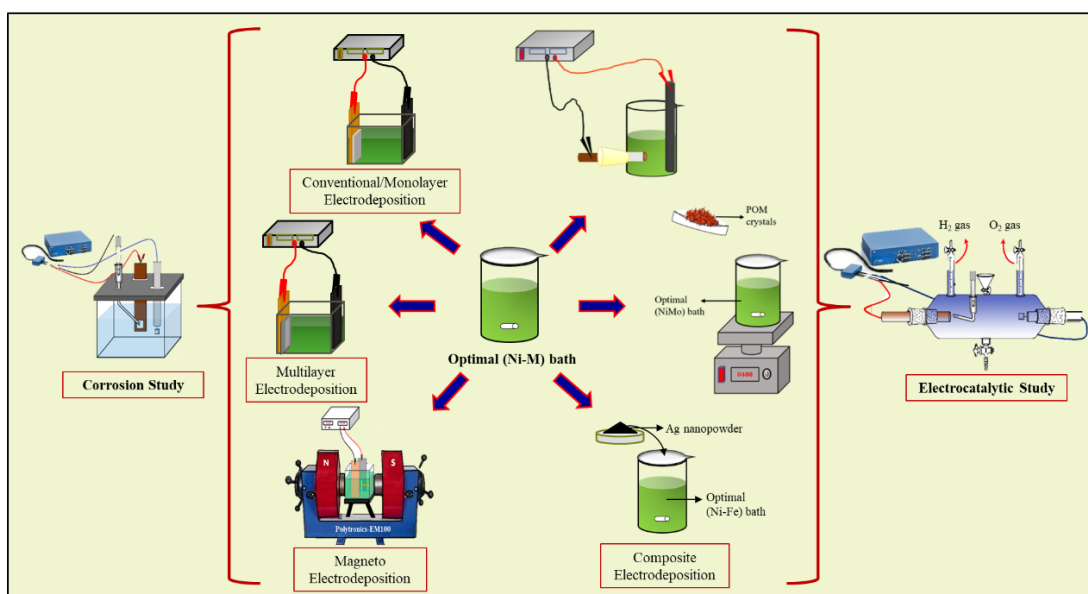 Conventional/Monolayer
Electrodeposition
POM
crystals
H2 gas
O2 gas
Optimal
(NiMo) bath
Optimal (Ni-M) bath
0400
Multilayer
Electrodeposition
Corrosion Study
Electrocatalytic Study
Ag nanopowder
N
S
Polytronics-EM100
Optimal
(Ni-Fe) bath
Magneto
Electrodeposition
Composite
Electrodeposition